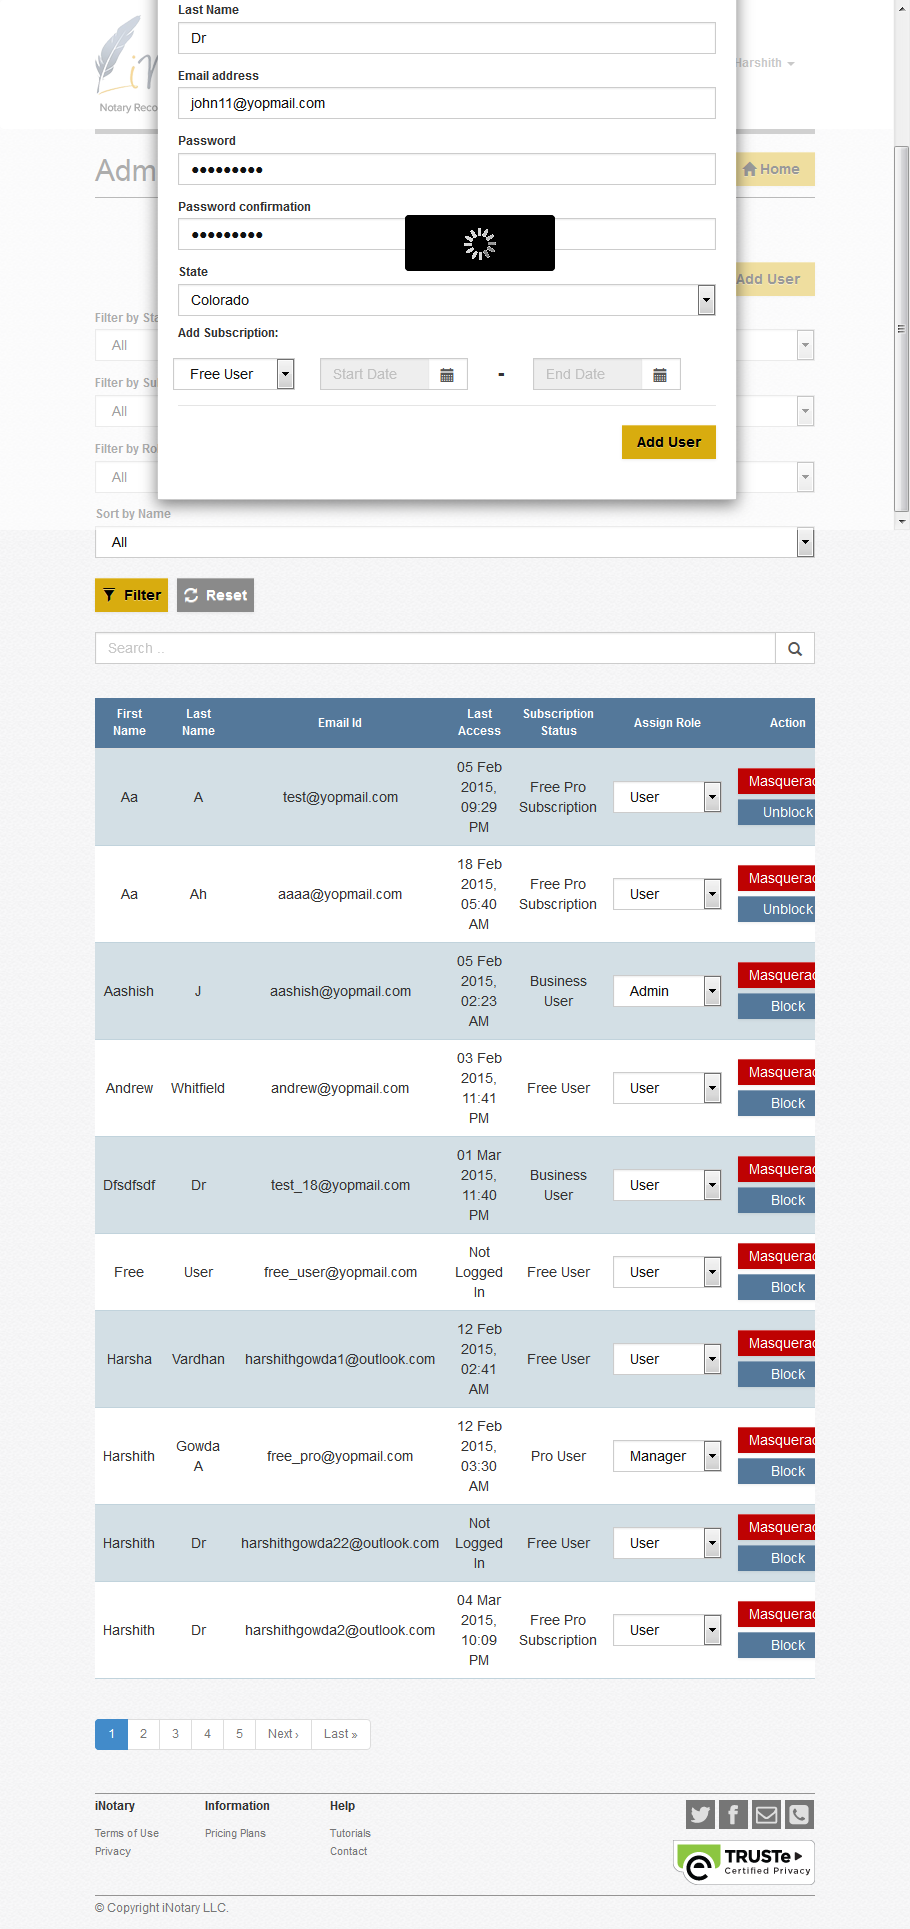 Last Name
Dr
Harshith
Email address
john11@yopmail.com
Notary Reco
Password
•••••••••
Adm
Home
Password confirmation
•••••••••
State
Add User
Colorado
Filter by Sta
Add Subscription:
All
Free User
Start Date
-
End Date
Filter by Su
All
Add User
Filter by Ro
All
Sort by Name
All
Filter
Reset
Search ..
First Name
Last Name
Email Id
Last Access
Subscription Status
Assign Role
Action
Aa
A
test@yopmail.com
05 Feb 2015, 09:29 PM
Free Pro Subscription
User
Masquerad
Unblock
Aa
Ah
aaaa@yopmail.com
18 Feb 2015, 05:40 AM
Free Pro Subscription
User
Masquerad
Unblock
Aashish
J
aashish@yopmail.com
05 Feb 2015, 02:23 AM
Business User
Admin
Masquerad
Block
Andrew
Whitfield
andrew@yopmail.com
03 Feb 2015, 11:41 PM
Free User
User
Masquerad
Block
Dfsdfsdf
Dr
test_18@yopmail.com
01 Mar 2015, 11:40 PM
Business User
User
Masquerad
Block
Free
User
free_user@yopmail.com
Not Logged In
Free User
User
Masquerad
Block
Harsha
Vardhan
harshithgowda1@outlook.com
12 Feb 2015, 02:41 AM
Free User
User
Masquerad
Block
Harshith
Gowda A
free_pro@yopmail.com
12 Feb 2015, 03:30 AM
Pro User
Manager
Masquerad
Block
Harshith
Dr
harshithgowda22@outlook.com
Not Logged In
Free User
User
Masquerad
Block
Harshith
Dr
harshithgowda2@outlook.com
04 Mar 2015, 10:09 PM
Free Pro Subscription
User
Masquerad
Block
1 2 3 4 5 Next › Last »
iNotary
Information
Help
Terms of Use
Pricing Plans
Tutorials
Privacy
Contact
TRUSTe
Certified Privacy
© Copyright iNotary LLC.